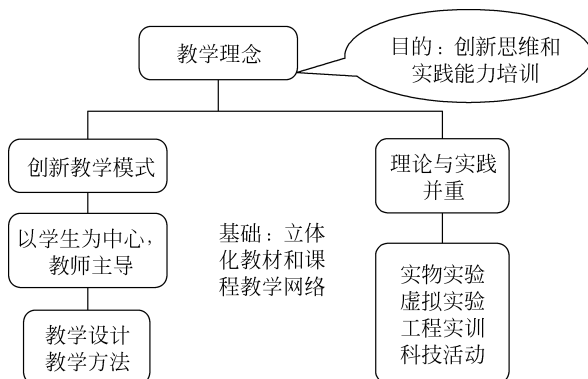 教学理念
目的：创新思维和
实践能力培训
创新教学模式
理论与实践
并重
以学生为中心，
教师主导
基础：立体
化教材和课
程教学网络
实物实验
虚拟实验
工程实训
科技活动
教学设计
教学方法